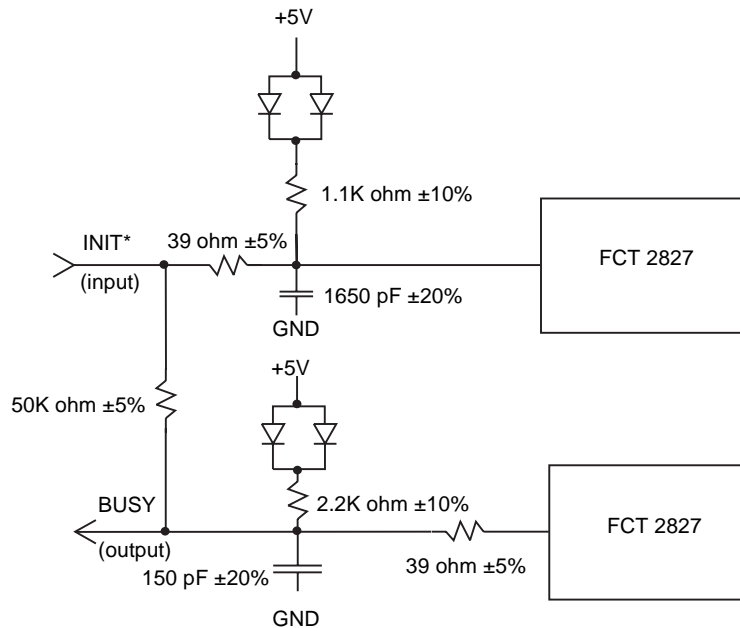 +5V
1.1K ohm ±10%
INIT*
39 ohm ±5%
(input)
FCT 2827
1650 pF ±20%
GND
+5V
50K ohm ±5%
2.2K ohm ±10%
BUSY
FCT 2827
(output)
39 ohm ±5%
150 pF ±20%
GND